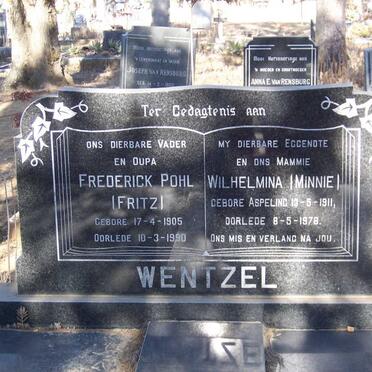 JOSEPH VAN RENSBURG
ANNA E. VAN RENSBURG
Ter Gedagtenis aan
ONS DIERBARE VADER
EN OUPA
FREDERICK POHL
(FRITZ)
GEBORE 17-4-1905
OORLEDE 10-3-1990
MY DIERBARE EGGENOTE
EN ONS MAMMIE
WILHELMINA (MINNIE)
GEBORE ASPELING 13-5-1911,
OORLEDE 8-5-1978.
ONS MIS EN VERLANG NA JOU.
WENTZEL